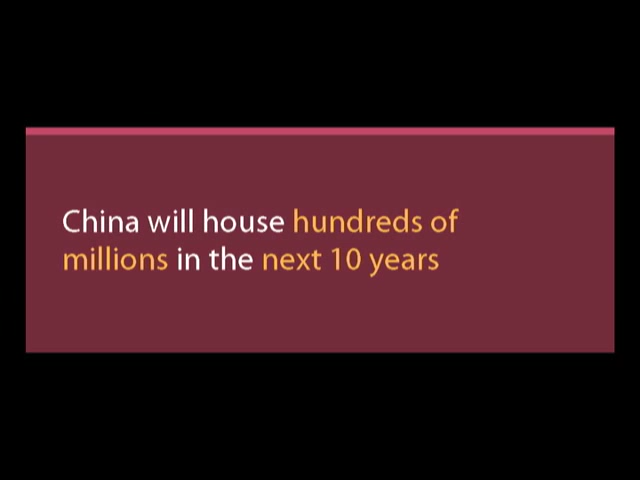 China will house hundreds of
millions in the next 10 years